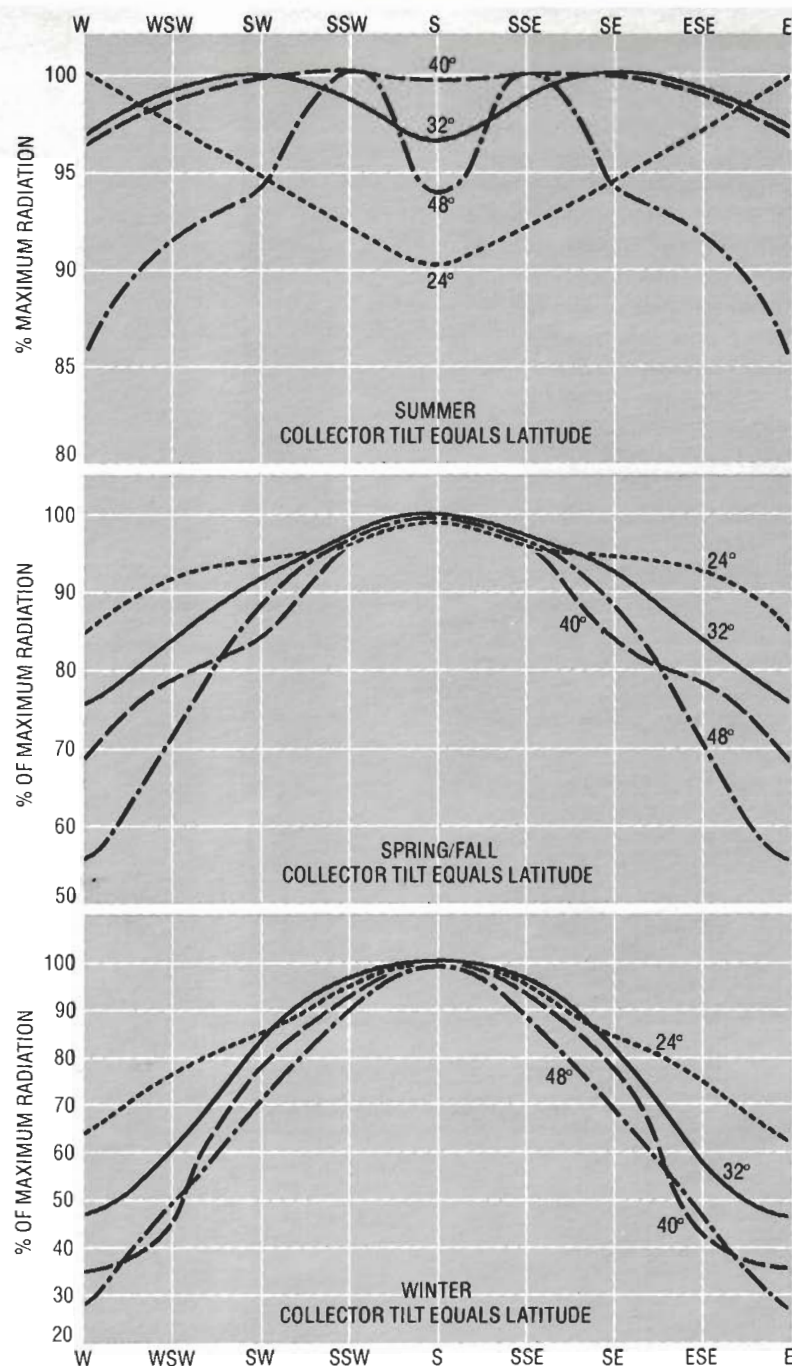 W WSW SW SSW S SSE SE ESE E
% MAXIMUM RADIATION
100
95
90
85
80
40°
32°
48°
24°
SUMMER
COLLECTOR TILT EQUALS LATITUDE
% OF MAXIMUM RADIATION
100
90
80
70
60
50
24°
32°
40°
48°
SPRING/FALL
COLLECTOR TILT EQUALS LATITUDE
% OF MAXIMUM RADIATION
100
90
80
70
60
50
40
30
20
24°
48°
32°
40°
WINTER
COLLECTOR TILT EQUALS LATITUDE
W WSW SW SSW S SSE SE ESE E